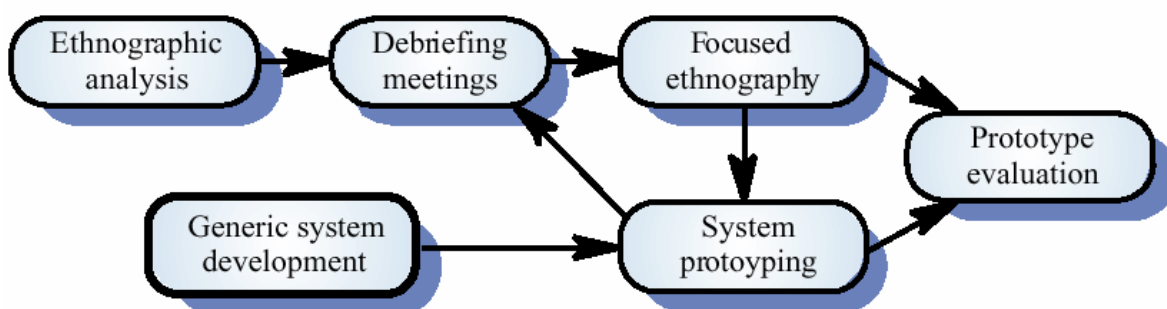 Ethnographic
analysis
Debriefing
meetings
Focused
ethnography
Prototype
evaluation
Generic system
development
System
protoyping